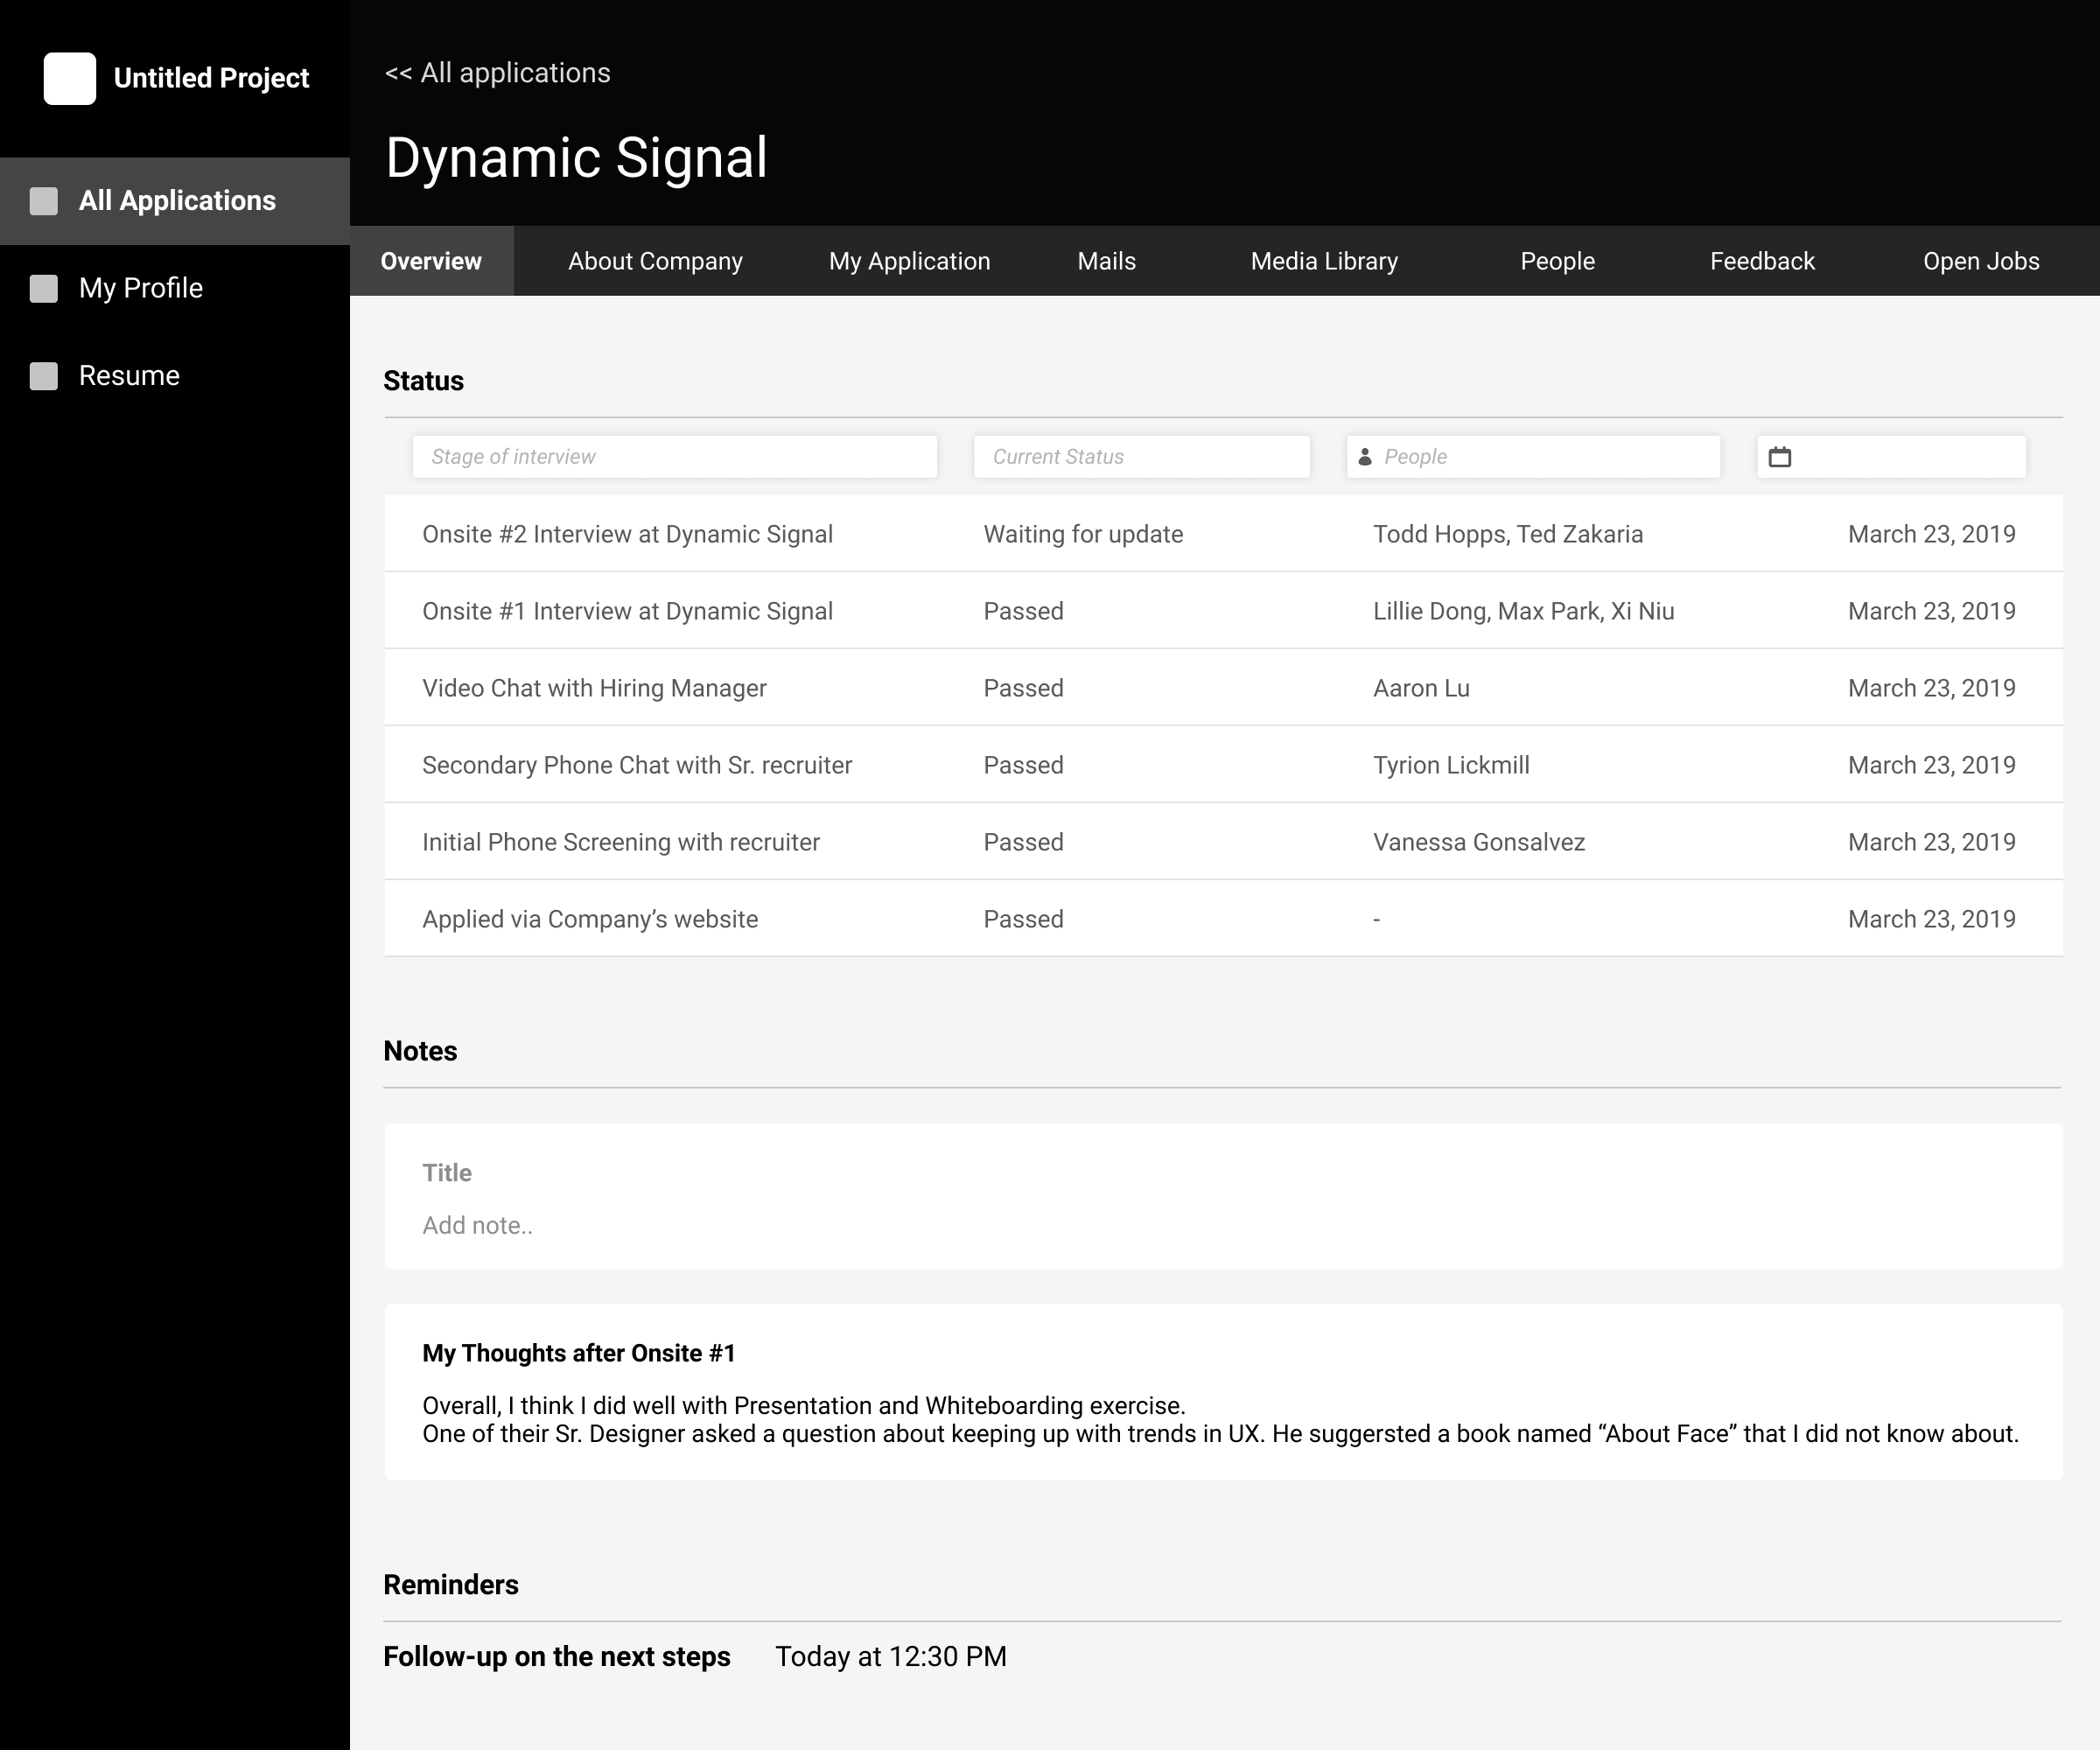 Untitled Project
All Applications
My Profile
Resume
<< All applications
Dynamic Signal
Overview About Company My Application Mails Media Library People Feedback Open Jobs
Status
Stage of interview Current Status People
Onsite #2 Interview at Dynamic Signal Waiting for update Todd Hopps, Ted Zakaria March 23, 2019
Onsite #1 Interview at Dynamic Signal Passed Lillie Dong, Max Park, Xi Niu March 23, 2019
Video Chat with Hiring Manager Passed Aaron Lu March 23, 2019
Secondary Phone Chat with Sr. recruiter Passed Tyrion Lickmill March 23, 2019
Initial Phone Screening with recruiter Passed Vanessa Gonsalvez March 23, 2019
Applied via Company’s website Passed - March 23, 2019
Notes
Title
Add note..
My Thoughts after Onsite #1
Overall, I think I did well with Presentation and Whiteboarding exercise.
One of their Sr. Designer asked a question about keeping up with trends in UX. He suggersted a book named “About Face” that I did not know about.
Reminders
Follow-up on the next steps Today at 12:30 PM